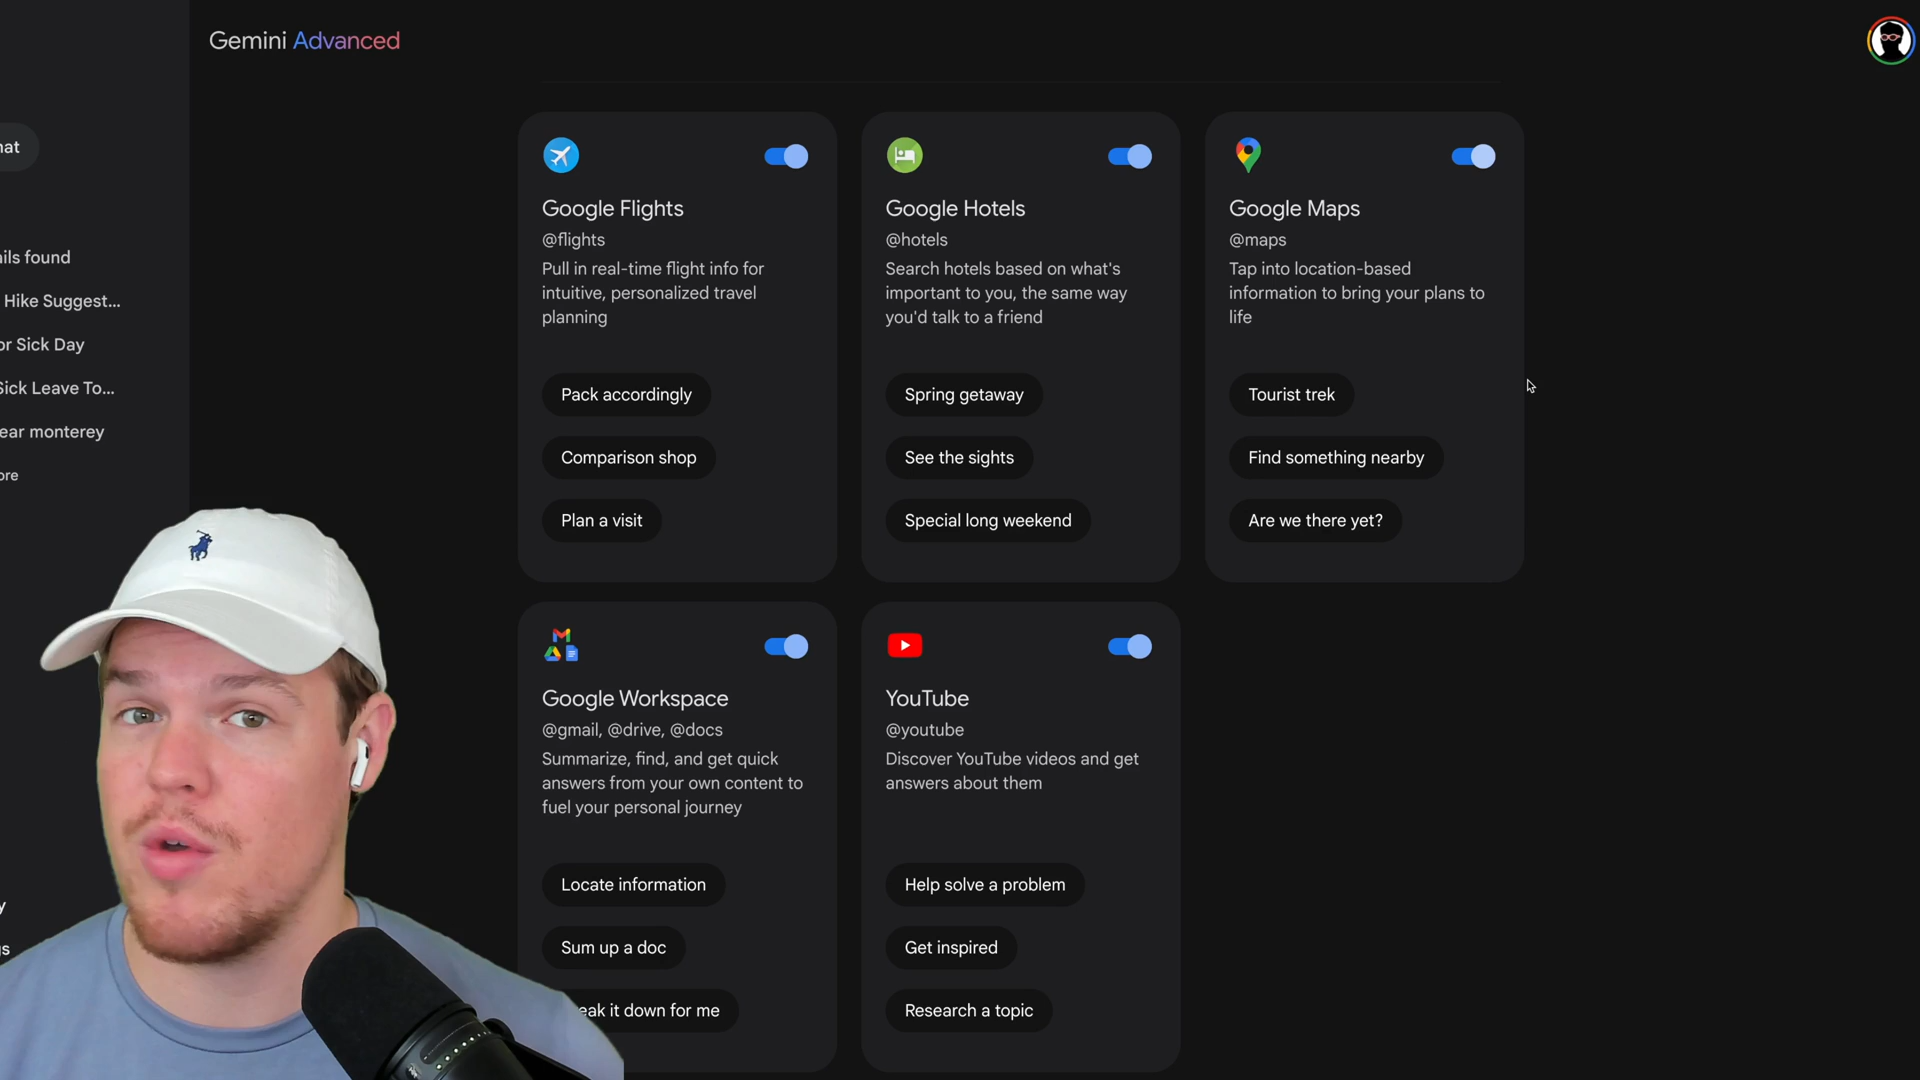 Gemini Advanced
hat
ils found
Hike Suggest...
or Sick Day
Sick Leave To...
ear monterey
ore
y
gs
Google Flights
@flights
Pull in real-time flight info for
intuitive, personalized travel
planning
Pack accordingly
Comparison shop
Plan a visit
Google Hotels
@hotels
Search hotels based on what's
important to you, the same way
you'd talk to a friend
Spring getaway
See the sights
Special long weekend
Google Maps
@maps
Tap into location-based
information to bring your plans to
life
Tourist trek
Find something nearby
Are we there yet?
Google Workspace
@gmail, @drive, @docs
Summarize, find, and get quick
answers from your own content to
fuel your personal journey
Locate information
Sum up a doc
eak it down for me
YouTube
@youtube
Discover YouTube videos and get
answers about them
Help solve a problem
Get inspired
Research a topic